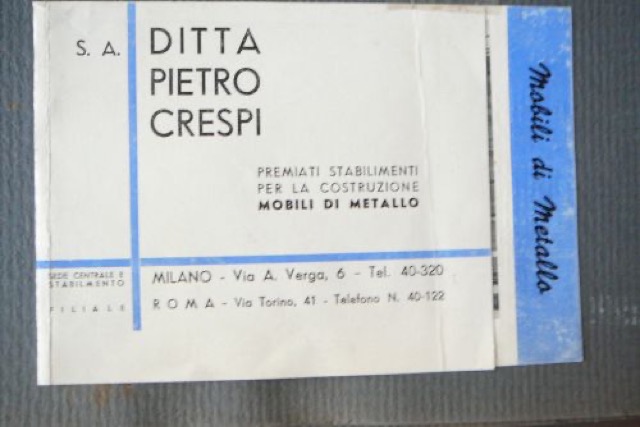 S. A. DITTA
PIETRO
CRESPI
PREMIATI STABILIMENTI
PER LA COSTRUZIONE
MOBILI DI METALLO
SEDE CENTRALE E
STABILMENTO
MILANO - Via A. Verga, 6 - Tel. 40-320
FILIALE
ROMA - Via Torino, 41 - Telefono N. 40-122
Mobili di Metallo